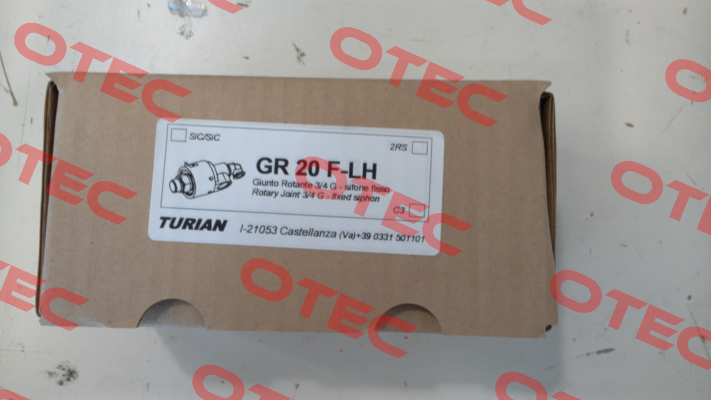 SiC/SiC
2RS
GR 20 F-LH
Giunto Rotante 3/4 G - sifone fisso
Rotary Joint 3/4 G - fixed siphon
C3
TURIAN I-21053 Castellanza (Va)+39 0331 501101
OTEC
OTEC
OTEC
OTEC
OTEC
OTEC
OTEC
OTEC
OTEC